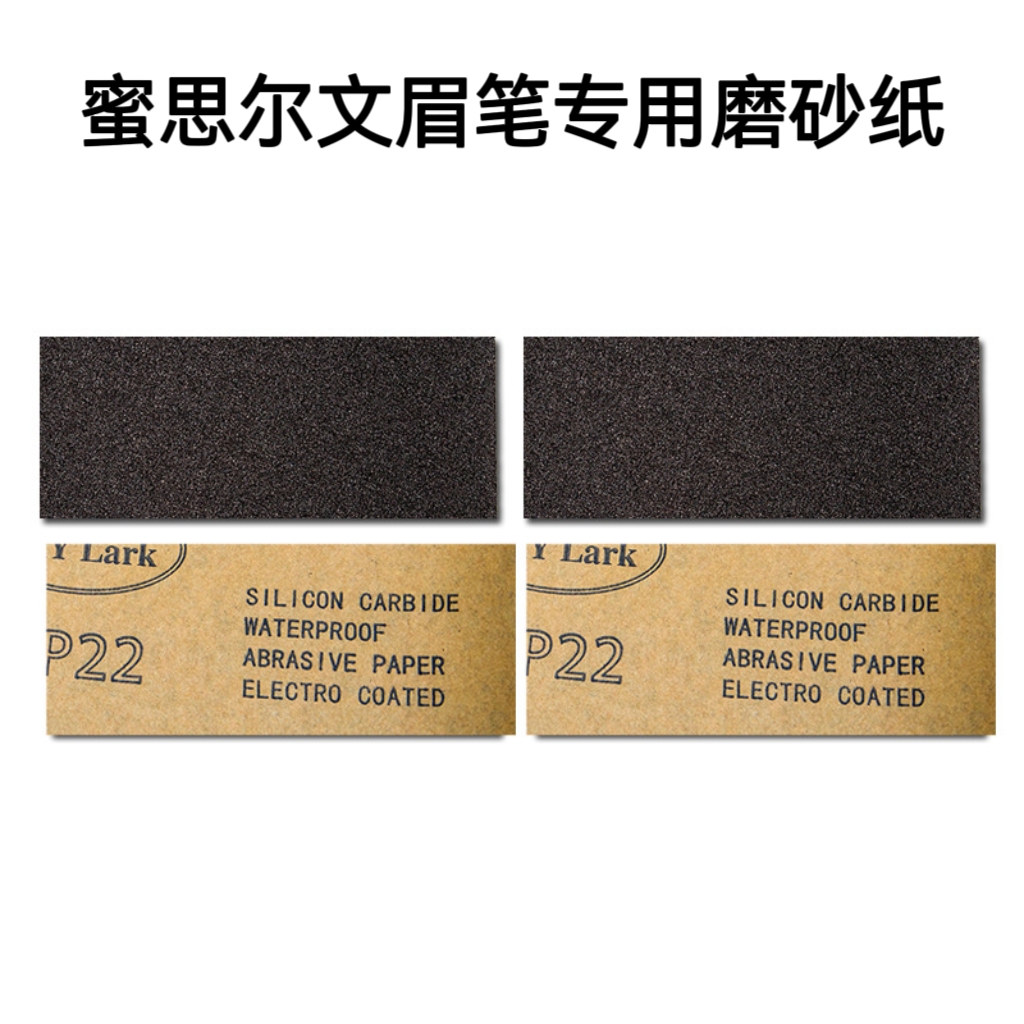 蜜思尔文眉笔专用磨砂纸
Y Lark
SILICON CARBIDE
WATERPROOF
ABRASIVE PAPER
ELECTRO COATED
P22
Y Lark
SILICON CARBIDE
WATERPROOF
ABRASIVE PAPER
ELECTRO COATED
P22